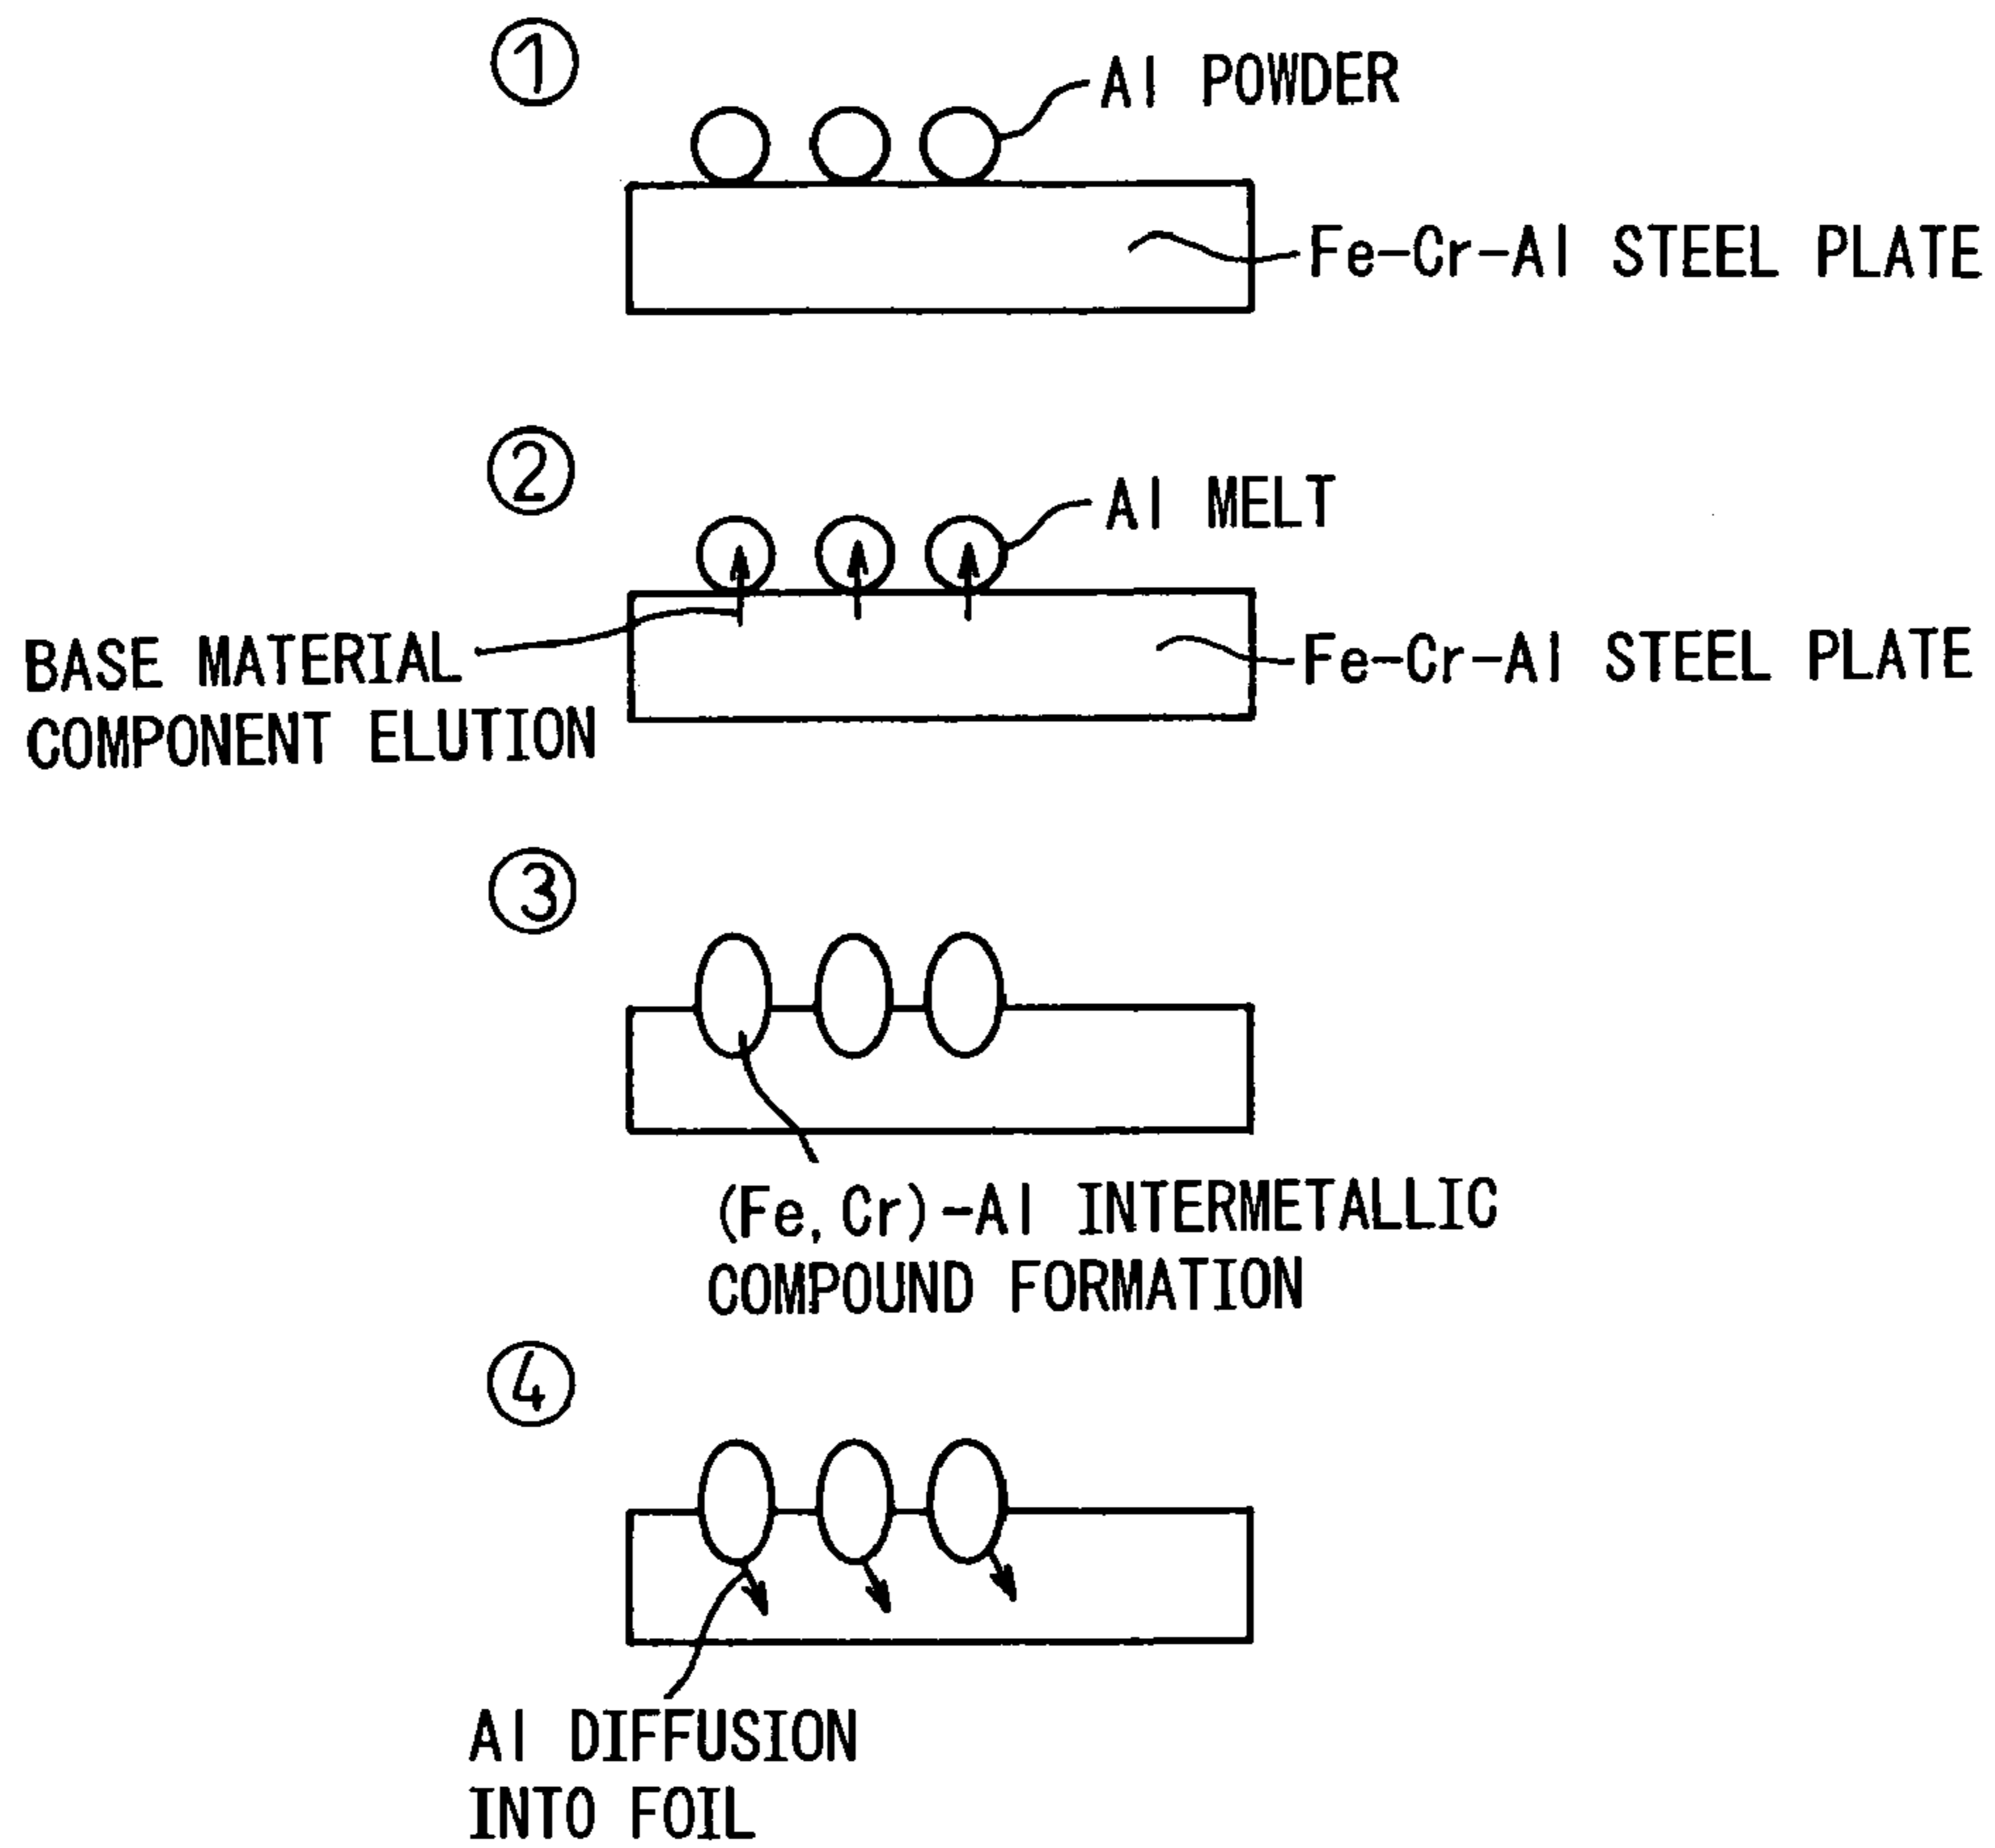 ①
Al POWDER
Fe-Cr-Al STEEL PLATE
②
Al MELT
BASE MATERIAL
COMPONENT ELUTION
Fe-Cr-Al STEEL PLATE
③
(Fe, Cr)-Al INTERMETALLIC
COMPOUND FORMATION
④
Al DIFFUSION
INTO FOIL